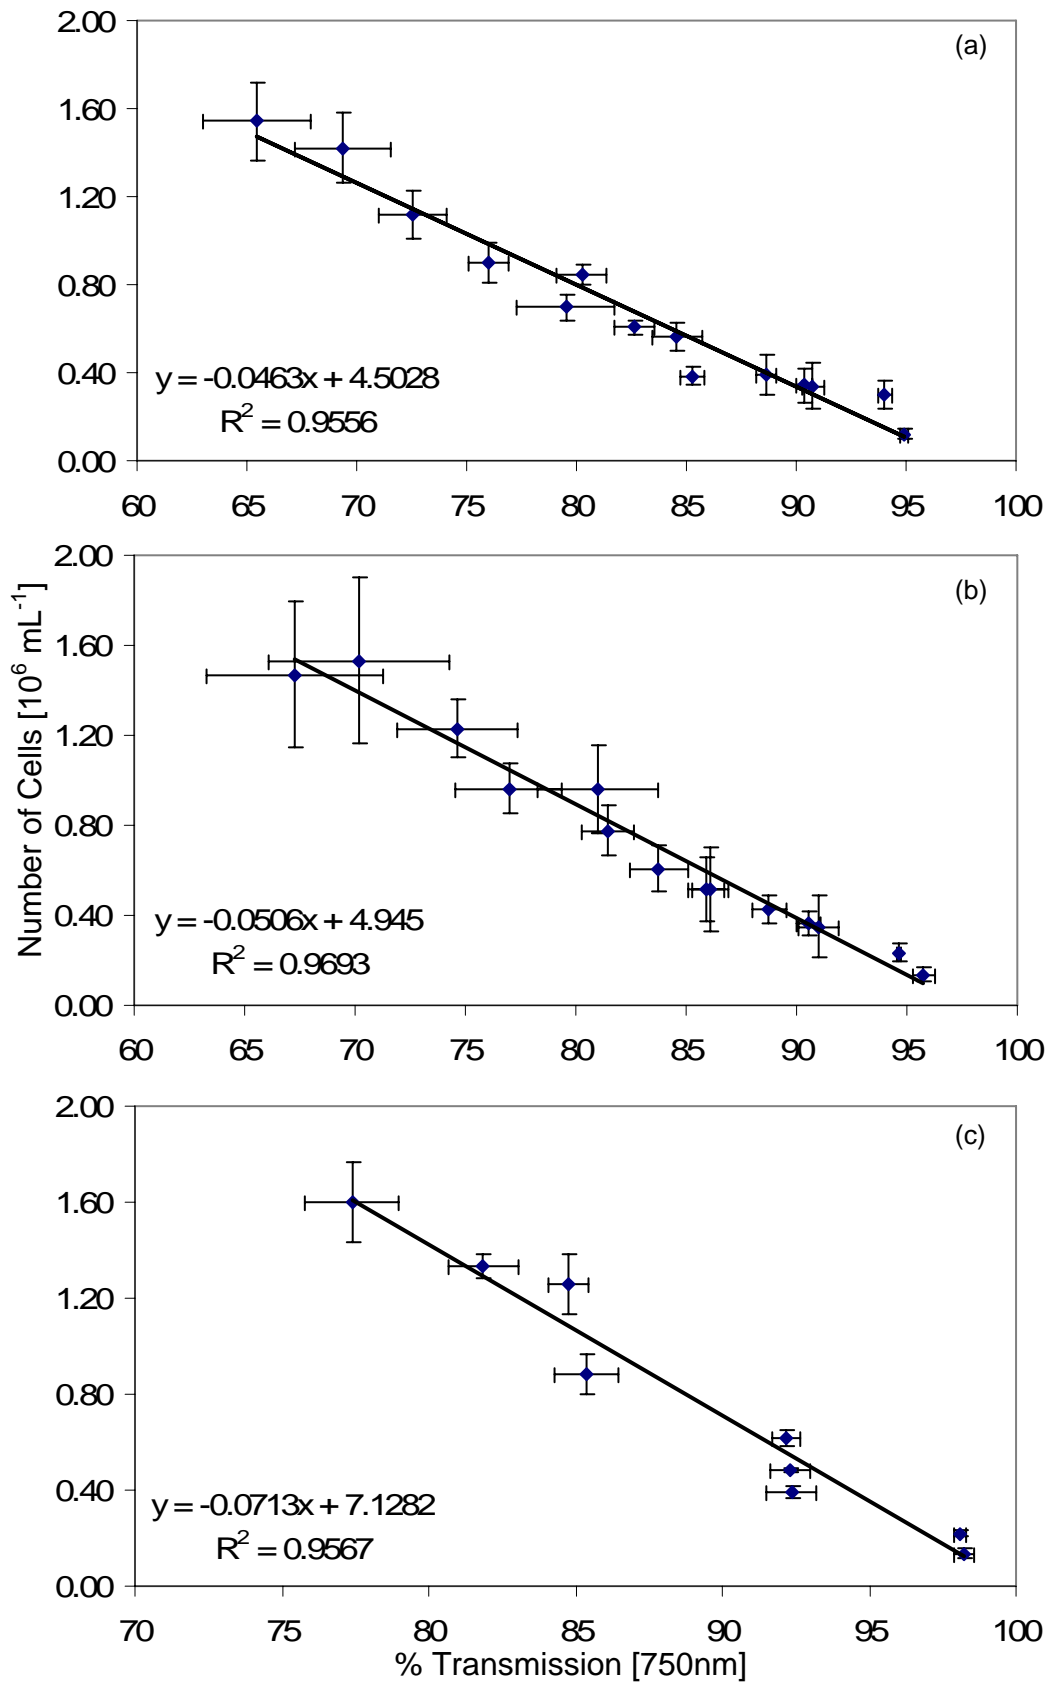 2.00
(a)
1.60
1.20
0.80
0.40
y = -0.0463x + 4.5028
R² = 0.9556
0.00
60 65 70 75 80 85 90 95 100
2.00
(b)
1.60
1.20
0.80
0.40
y = -0.0506x + 4.945
R² = 0.9693
0.00
60 65 70 75 80 85 90 95 100
Number of Cells [10⁶ mL⁻¹]
2.00
(c)
1.60
1.20
0.80
0.40
y = -0.0713x + 7.1282
R² = 0.9567
0.00
70 75 80 85 90 95 100
% Transmission [750nm]